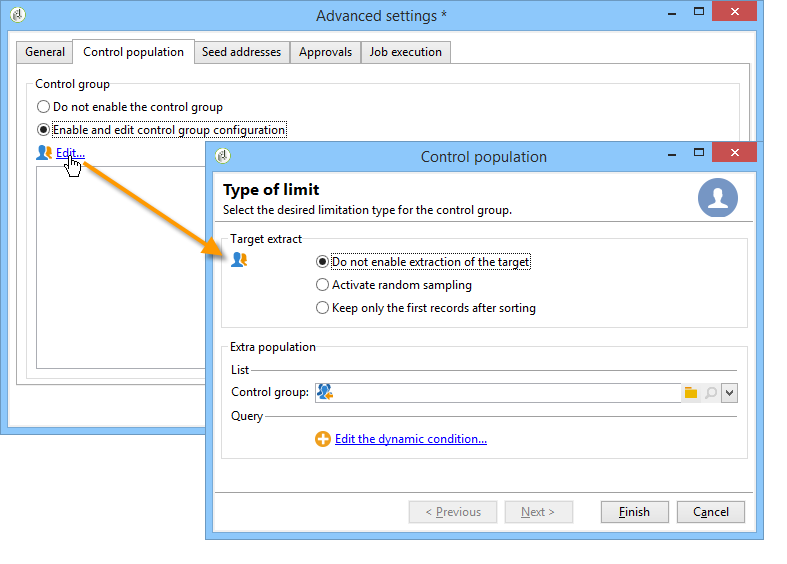 Advanced settings *
General Control population Seed addresses Approvals Job execution
Control group
Do not enable the control group
Enable and edit control group configuration
Edit...
Control population
Type of limit
Select the desired limitation type for the control group.
Target extract
Do not enable extraction of the target
Activate random sampling
Keep only the first records after sorting
Extra population
List
Control group:
Query
Edit the dynamic condition...
< Previous Next > Finish Cancel